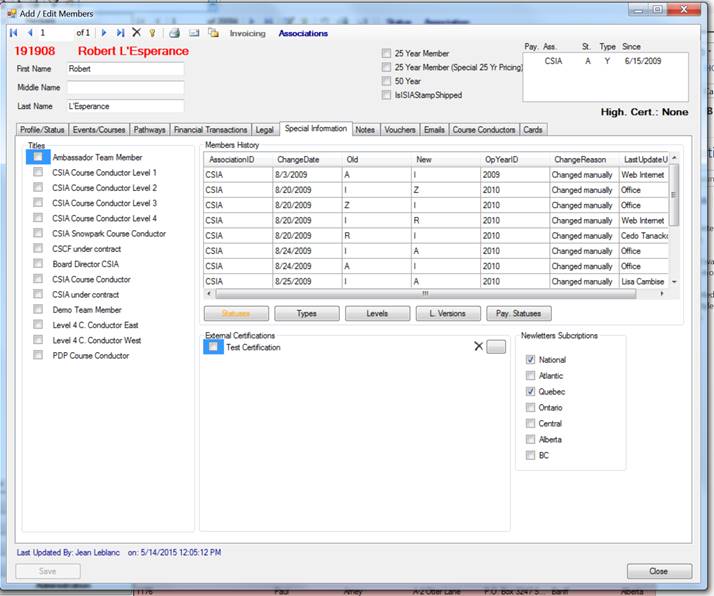 Add / Edit Members
1 of 1 Invoicing Associations
191908 Robert L'Esperance
First Name Robert
Middle Name
Last Name L'Esperance
25 Year Member
25 Year Member (Special 25 Yr Pricing)
50 Year
IsISIAStampShipped
Pay. Ass. St. Type Since
CSIA A Y 6/15/2009
High. Cert.: None
Profile/Status Events/Courses Pathways Financial Transactions Legal Special Information Notes Vouchers Emails Course Conductors Cards
Titles
Ambassador Team Member
CSIA Course Conductor Level 1
CSIA Course Conductor Level 2
CSIA Course Conductor Level 3
CSIA Course Conductor Level 4
CSIA Snowpark Course Conductor
CSCF under contract
Board Director CSIA
CSIA Course Conductor
CSIA under contract
Demo Team Member
Level 4 C. Conductor East
Level 4 C. Conductor West
PDP Course Conductor
Members History
AssociationID ChangeDate Old New OpYearID ChangeReason LastUpdateU
CSIA 8/3/2009 A I 2009 Changed manually Web Internet
CSIA 8/20/2009 I Z 2010 Changed manually Office
CSIA 8/20/2009 Z I 2010 Changed manually Office
CSIA 8/20/2009 I R 2010 Changed manually Web Internet
CSIA 8/20/2009 R I 2010 Changed manually Cedo Tanacko
CSIA 8/24/2009 I A 2010 Changed manually Office
CSIA 8/24/2009 A I 2010 Changed manually Office
CSIA 8/25/2009 I A 2010 Changed manually Lisa Cambise
Statuses Types Levels L. Versions Pay. Statuses
External Certifications
Test Certification
Newletters Subcriptions
National
Atlantic
Quebec
Ontario
Central
Alberta
BC
Last Updated By: Jean Leblanc on: 5/14/2015 12:05:12 PM
Save Close
1176 Paul Amey A-2 Otter Lane P.O. Box 3247 S... Banff Alberta